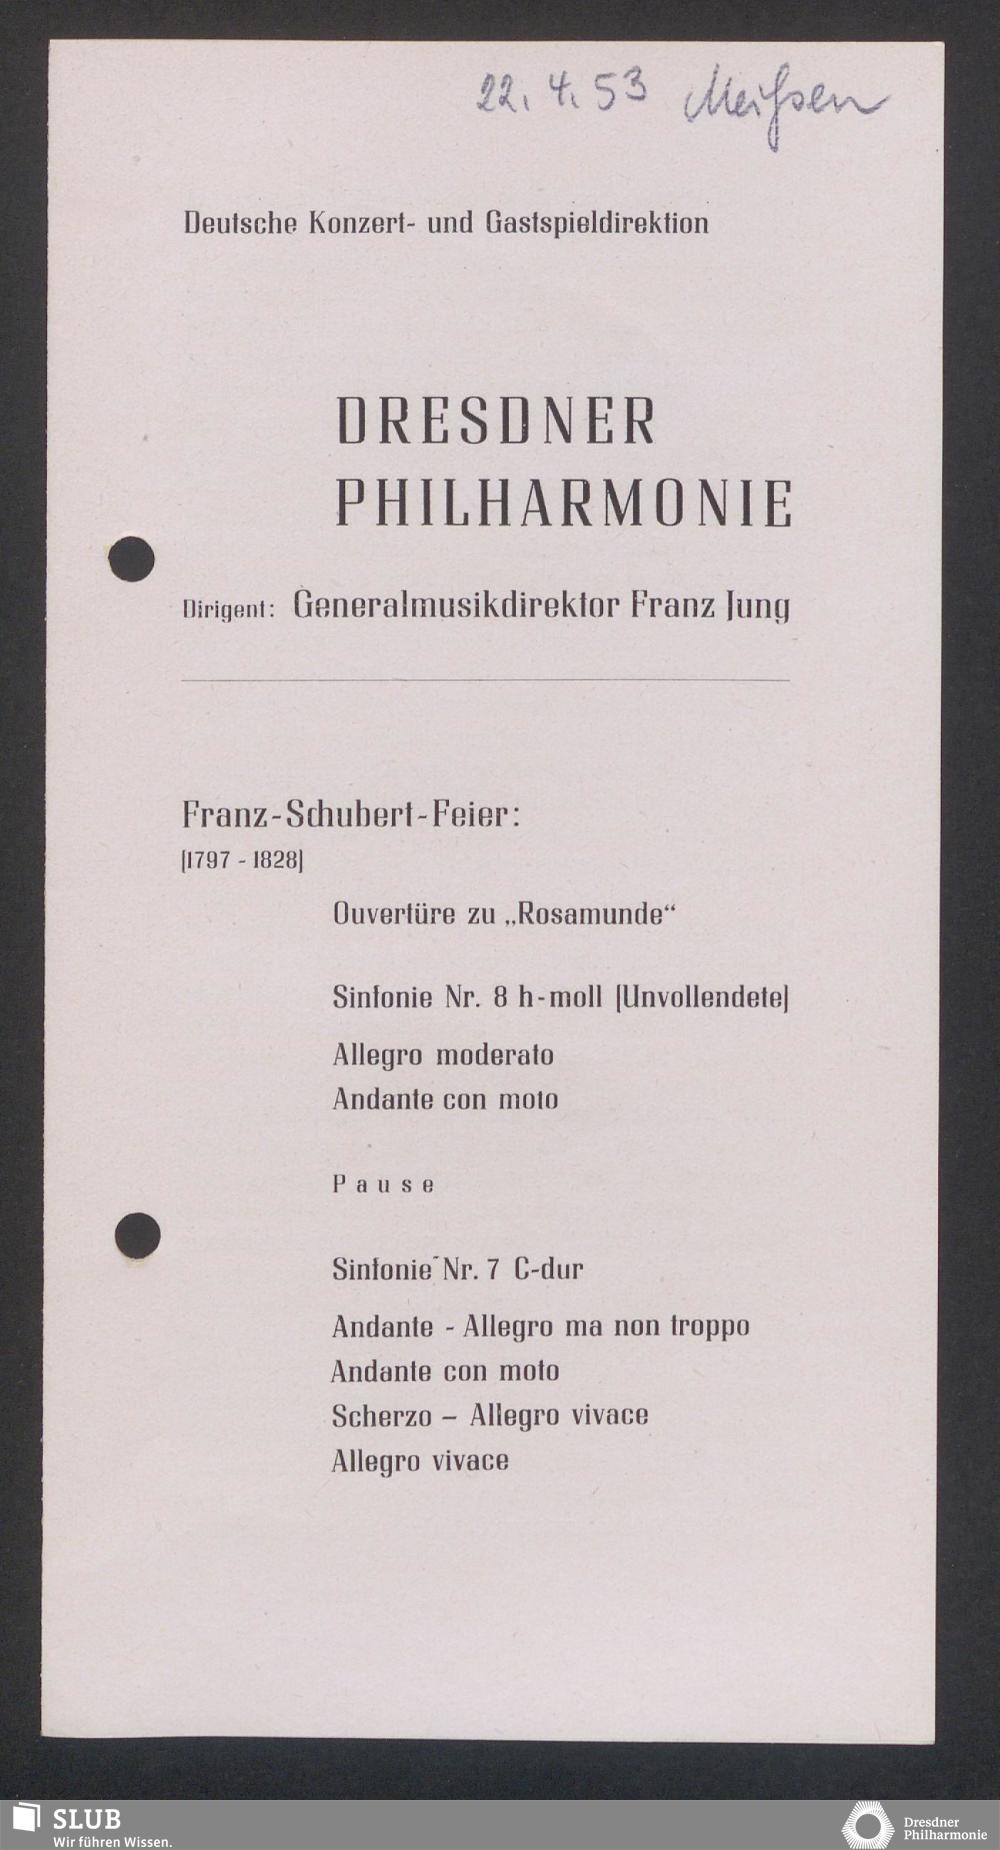 22. 4. 53 Meißen
Deutsche Konzert- und Gastspieldirektion
DRESDNER
PHILHARMONIE
Dirigent: Generalmusikdirektor Franz Jung
Franz-Schubert-Feier:
[1797 - 1828]
Ouvertüre zu „Rosamunde“
Sinfonie Nr. 8 h-moll [Unvollendete]
Allegro moderato
Andante con moto
Pause
Sinfonie Nr. 7 C-dur
Andante - Allegro ma non troppo
Andante con moto
Scherzo – Allegro vivace
Allegro vivace
SLUB
Wir führen Wissen.
Dresdner
Philharmonie